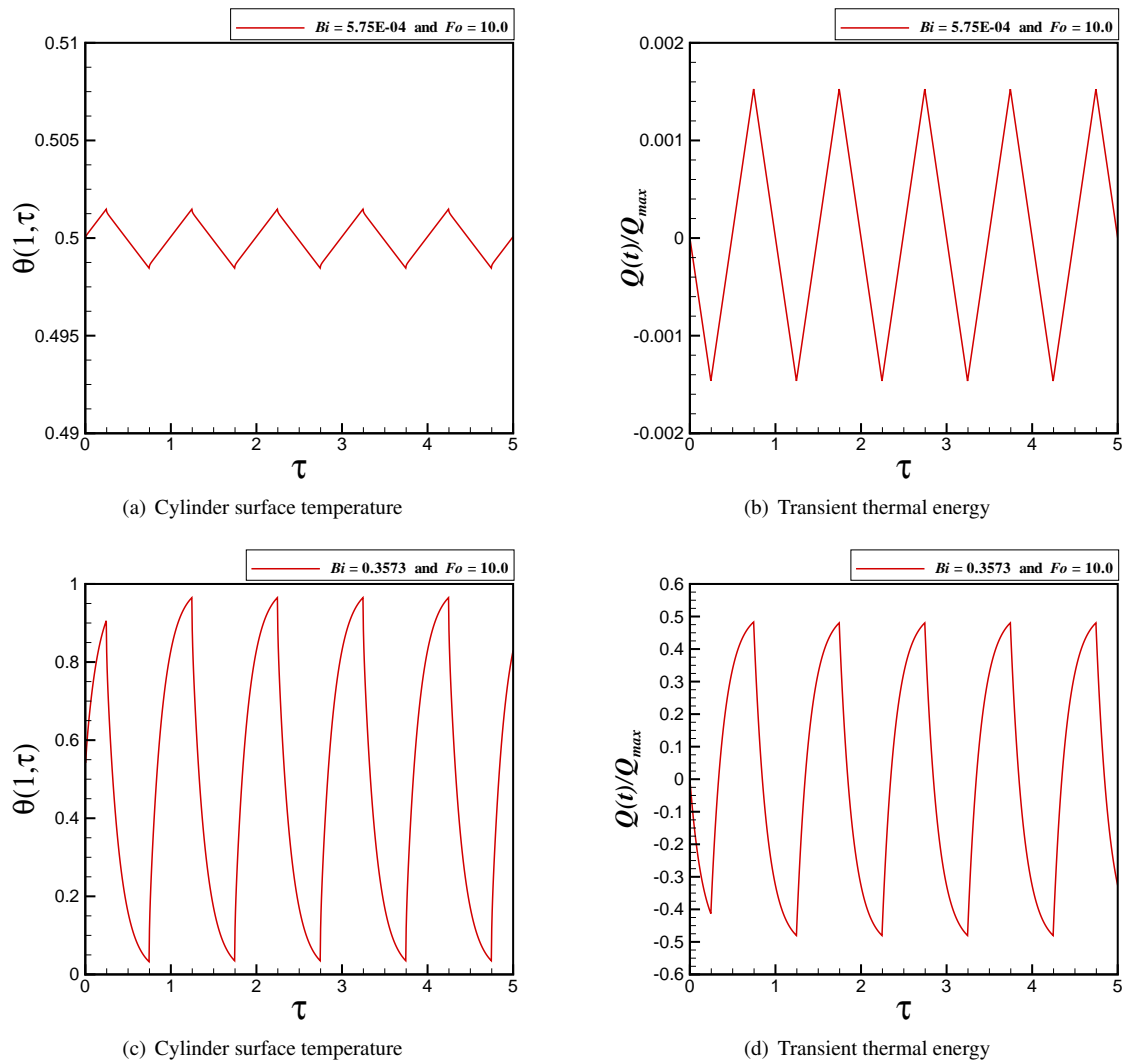 Bi = 5.75E-04 and Fo = 10.0
0.51
0.505
0.5
0.495
0.49
θ(1,τ)
0 1 2 3 4 5
τ
(a) Cylinder surface temperature
Bi = 5.75E-04 and Fo = 10.0
0.002
0.001
0
-0.001
-0.002
Q(t)/Qmax
0 1 2 3 4 5
τ
(b) Transient thermal energy
Bi = 0.3573 and Fo = 10.0
1
0.8
0.6
0.4
0.2
0
θ(1,τ)
0 1 2 3 4 5
τ
(c) Cylinder surface temperature
Bi = 0.3573 and Fo = 10.0
0.6
0.5
0.4
0.3
0.2
0.1
0
-0.1
-0.2
-0.3
-0.4
-0.5
-0.6
Q(t)/Qmax
0 1 2 3 4 5
τ
(d) Transient thermal energy